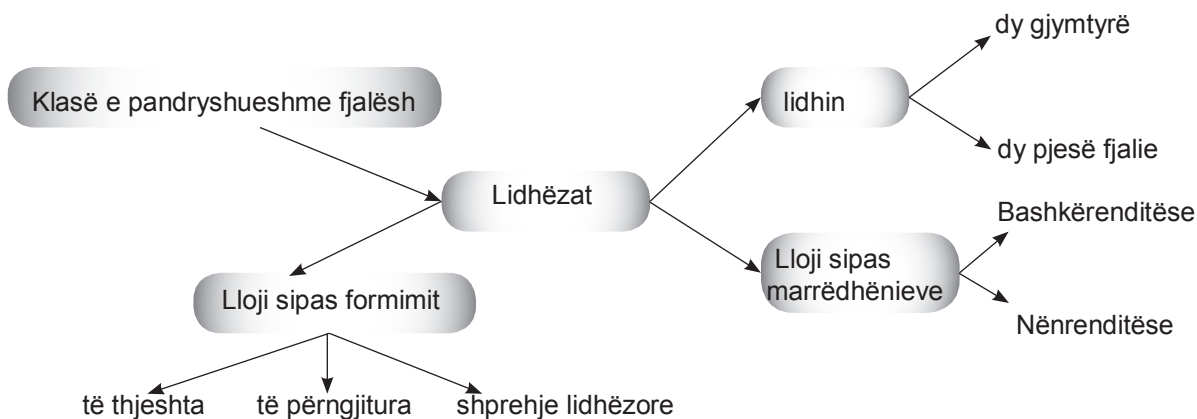 Klasë e pandryshueshme fjalësh
Lidhëzat
lidhin
dy gjymtyrë
dy pjesë fjalie
Lloji sipas
marrëdhënieve
Bashkërenditëse
Nënrenditëse
Lloji sipas formimit
të thjeshta
të përngjitura
shprehje lidhëzore